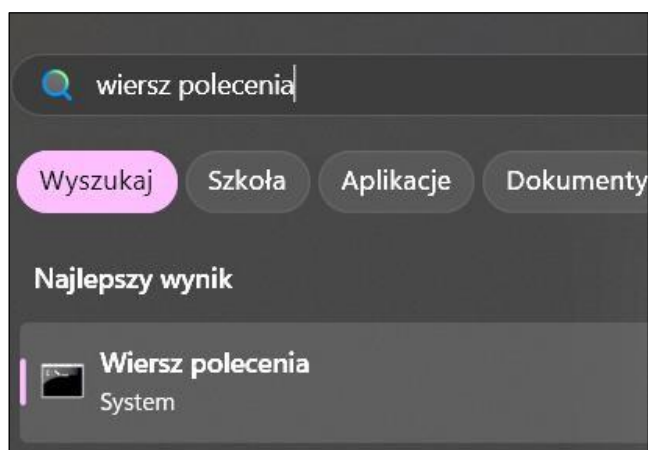 wiersz polecenia
Wyszukaj Szkoła Aplikacje Dokumenty
Najlepszy wynik
Wiersz polecenia
System